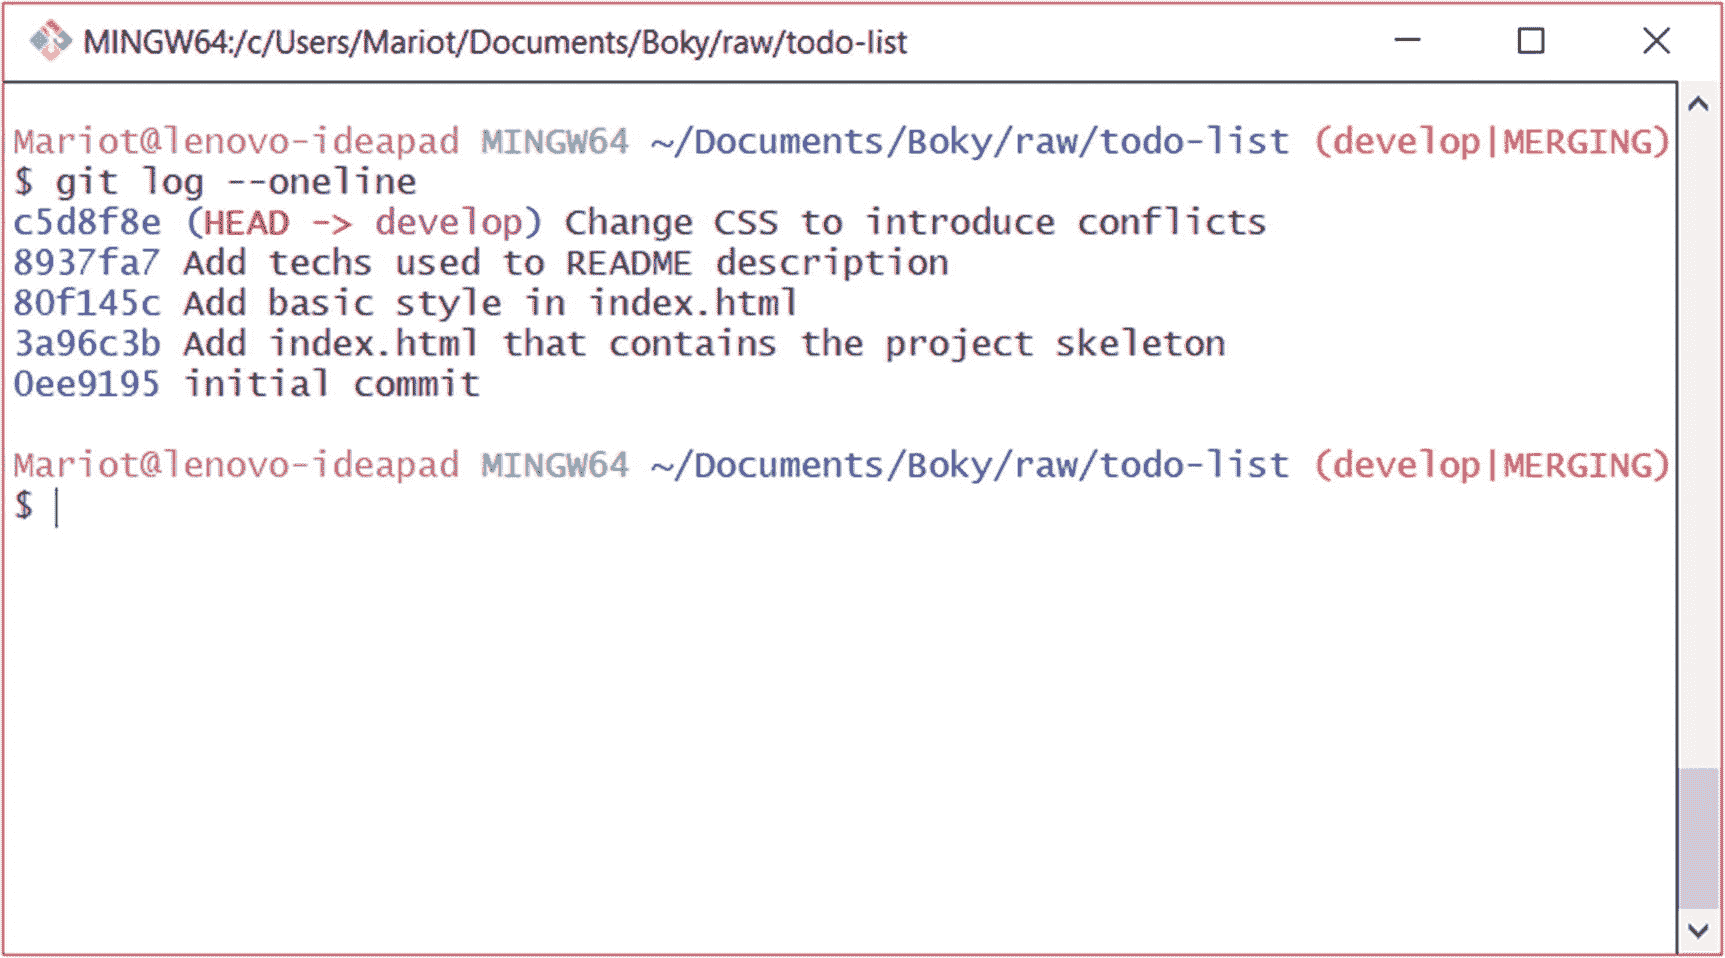 MINGW64:/c/Users/Mariot/Documents/Boky/raw/todo-list
Mariot@lenovo-ideapad MINGW64 ~/Documents/Boky/raw/todo-list (develop|MERGING)
$ git log --oneline
c5d8f8e (HEAD -> develop) Change CSS to introduce conflicts
8937fa7 Add techs used to README description
80f145c Add basic style in index.html
3a96c3b Add index.html that contains the project skeleton
0ee9195 initial commit
Mariot@lenovo-ideapad MINGW64 ~/Documents/Boky/raw/todo-list (develop|MERGING)
$